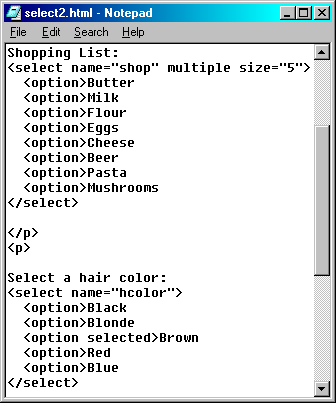 select2.html - Notepad
File Edit Search Help
Shopping List:
<select name="shop" multiple size="5">
  <option>Butter
  <option>Milk
  <option>Flour
  <option>Eggs
  <option>Cheese
  <option>Beer
  <option>Pasta
  <option>Mushrooms
</select>

</p>
<p>

Select a hair color:
<select name="hcolor">
  <option>Black
  <option>Blonde
  <option selected>Brown
  <option>Red
  <option>Blue
</select>